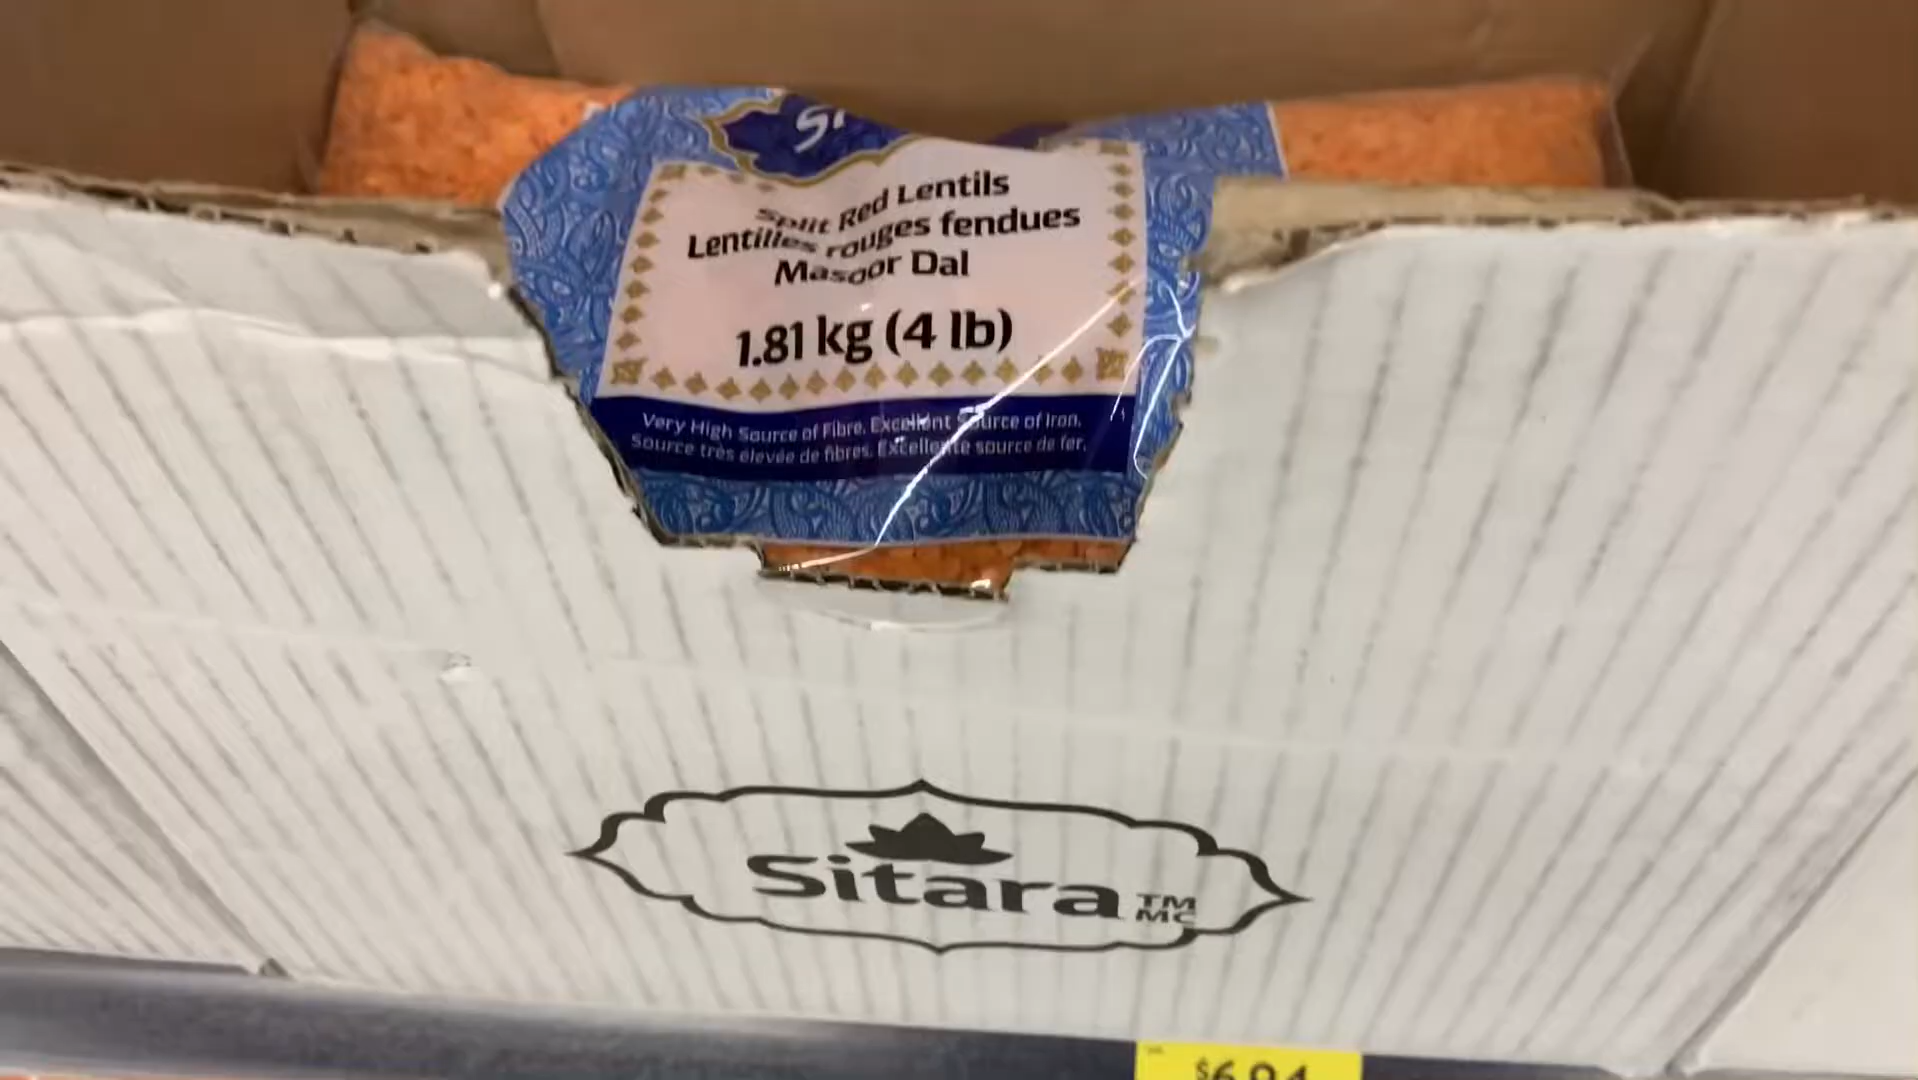 Split Red Lentils
Lentilles rouges fendues
Masoor Dal
1.81 kg (4 lb)
Very High Source of Fibre. Excellent Source of Iron.
Source très élevée de fibres. Excellente source de fer.
Sitara TM MC